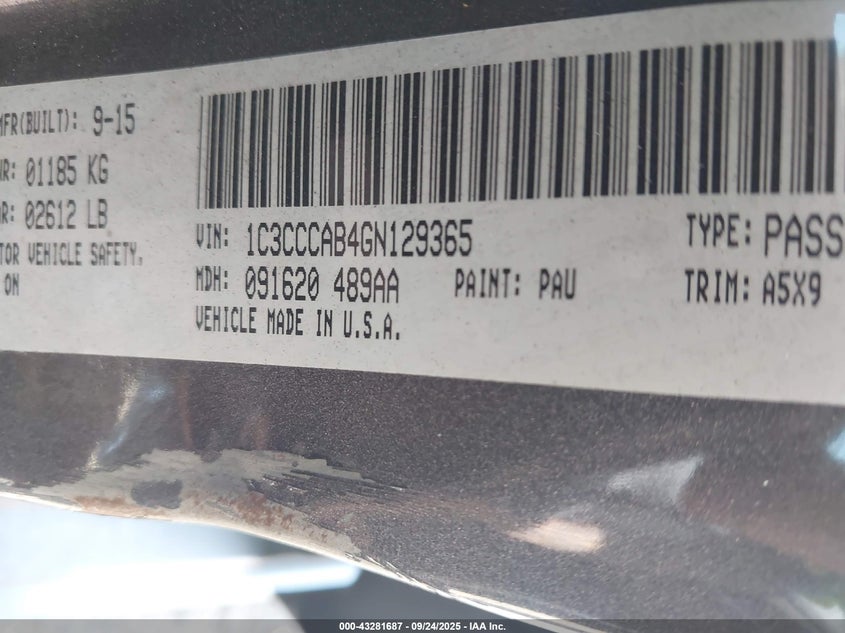 MFR(BUILT): 9-15
01185 KG
02612 LB
VEHICLE SAFETY.
ON
VIN: 1C3CCCAB4GN129365 TYPE: PASS
MDH: 091620 489AA PAINT: PAU TRIM: A5X9
VEHICLE MADE IN U.S.A.
000-43281687 - 09/24/2025 - IAA Inc.